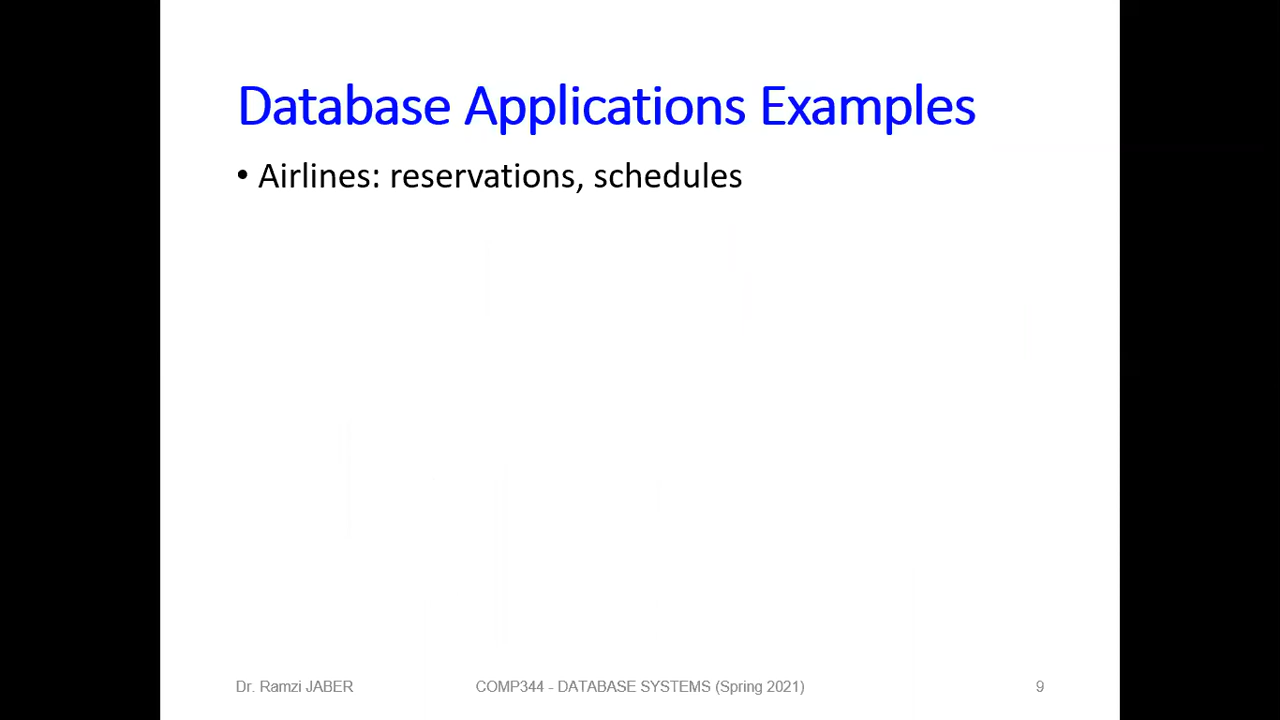 Database Applications Examples
• Airlines: reservations, schedules
Dr. Ramzi JABER
COMP344 - DATABASE SYSTEMS (Spring 2021)
9